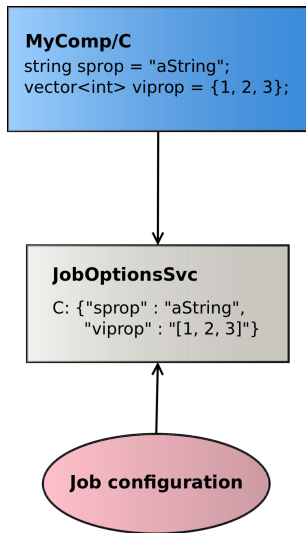 MyComp/C
string sprop = "aString";
vector<int> viprop = {1, 2, 3};
JobOptionsSvc
C: {"sprop" : "aString",
"viprop" : "[1, 2, 3]"}
Job configuration